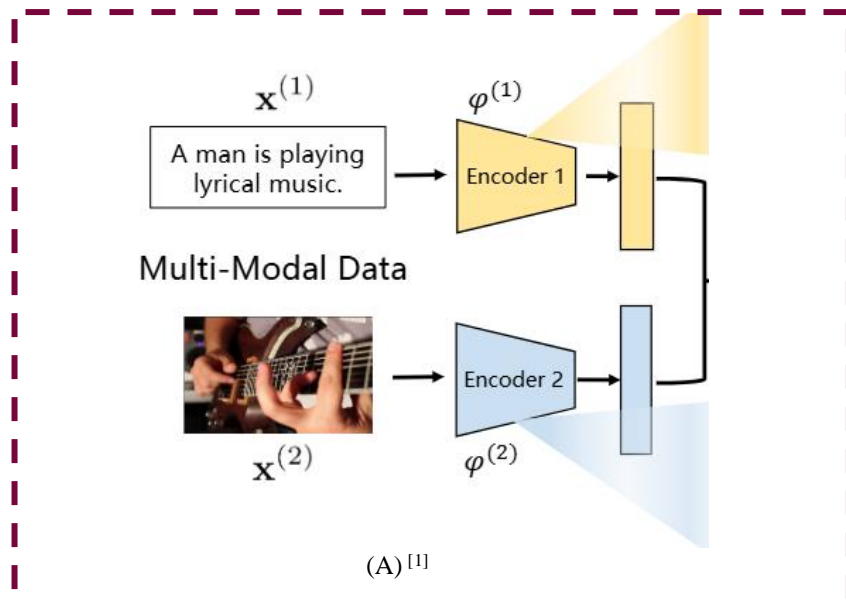 x^(1)
φ^(1)
A man is playing
lyrical music.
Encoder 1
Multi-Modal Data
Encoder 2
x^(2)
φ^(2)
(A) [1]